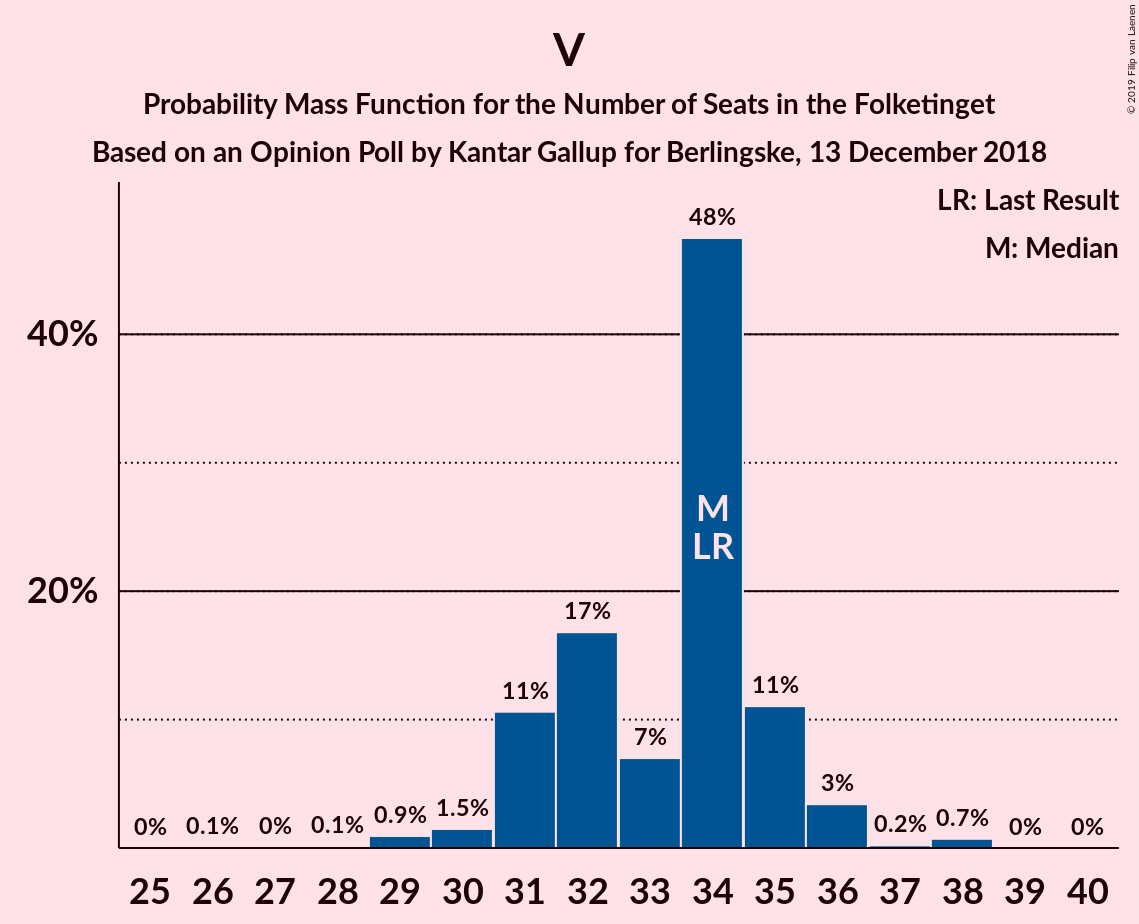 V
Probability Mass Function for the Number of Seats in the Folketinget
Based on an Opinion Poll by Kantar Gallup for Berlingske, 13 December 2018
© 2019 Filip van Laenen
LR: Last Result
M: Median
40%
20%
0%
0.1%
0%
0.1%
0.9%
1.5%
11%
17%
7%
48%
11%
3%
0.2%
0.7%
0%
0%
M
LR
25 26 27 28 29 30 31 32 33 34 35 36 37 38 39 40